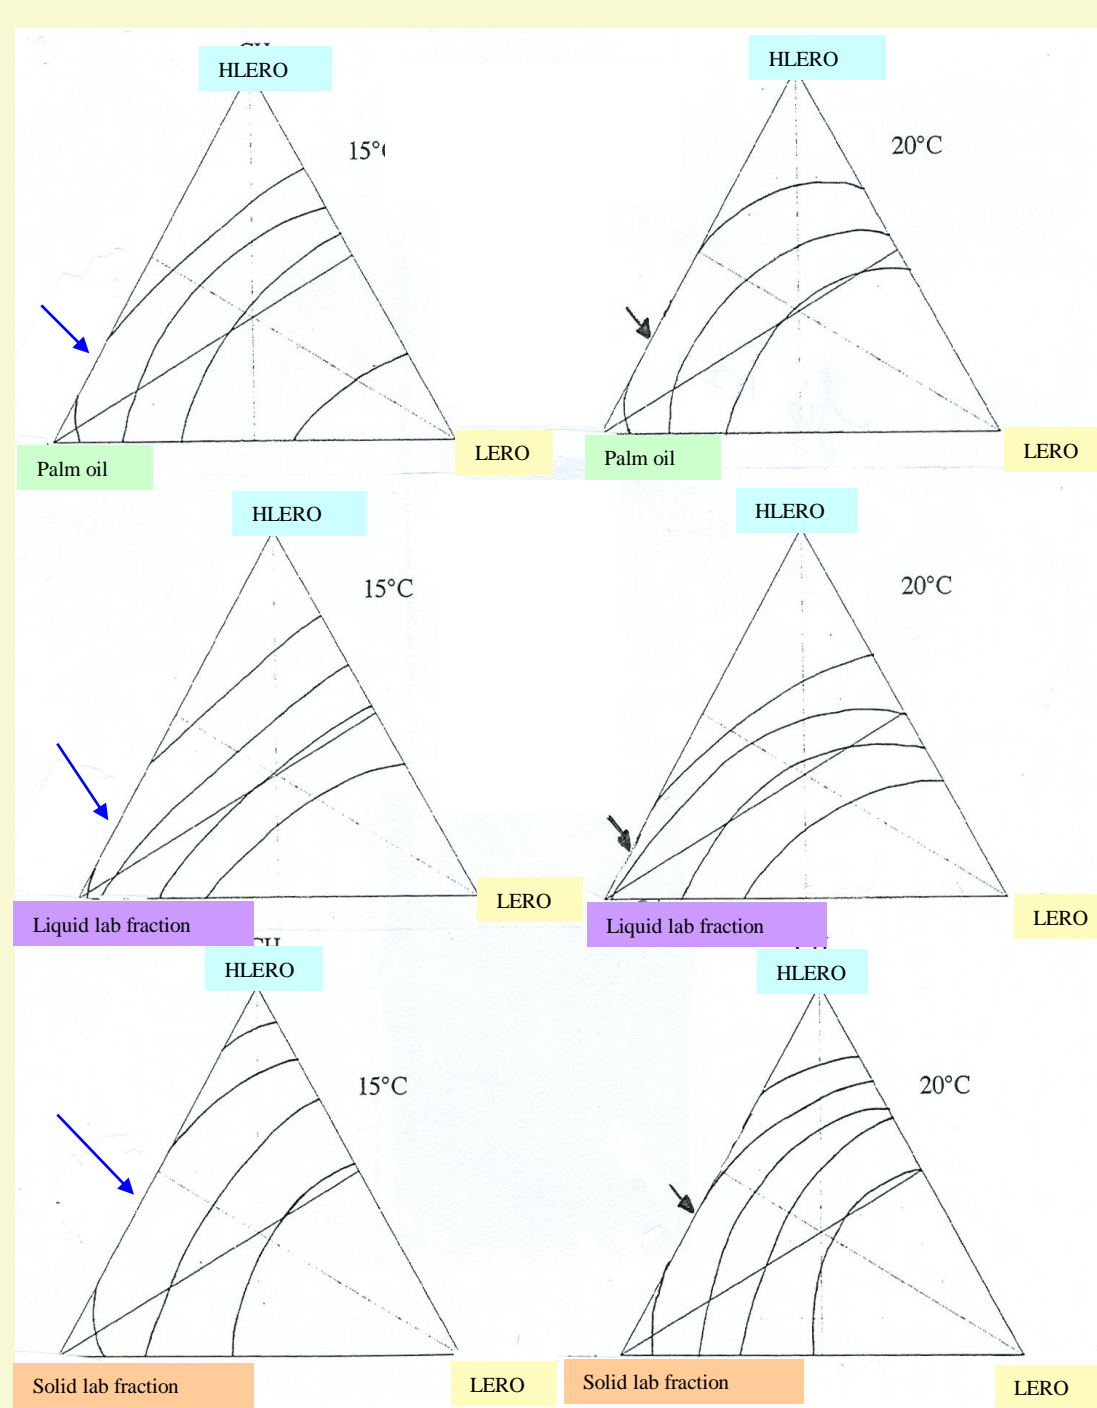 HLERO
HLERO
15°
20°C
LERO
LERO
Palm oil
Palm oil
HLERO
HLERO
15°C
20°C
LERO
LERO
Liquid lab fraction
Liquid lab fraction
HLERO
HLERO
15°C
20°C
LERO
LERO
Solid lab fraction
Solid lab fraction